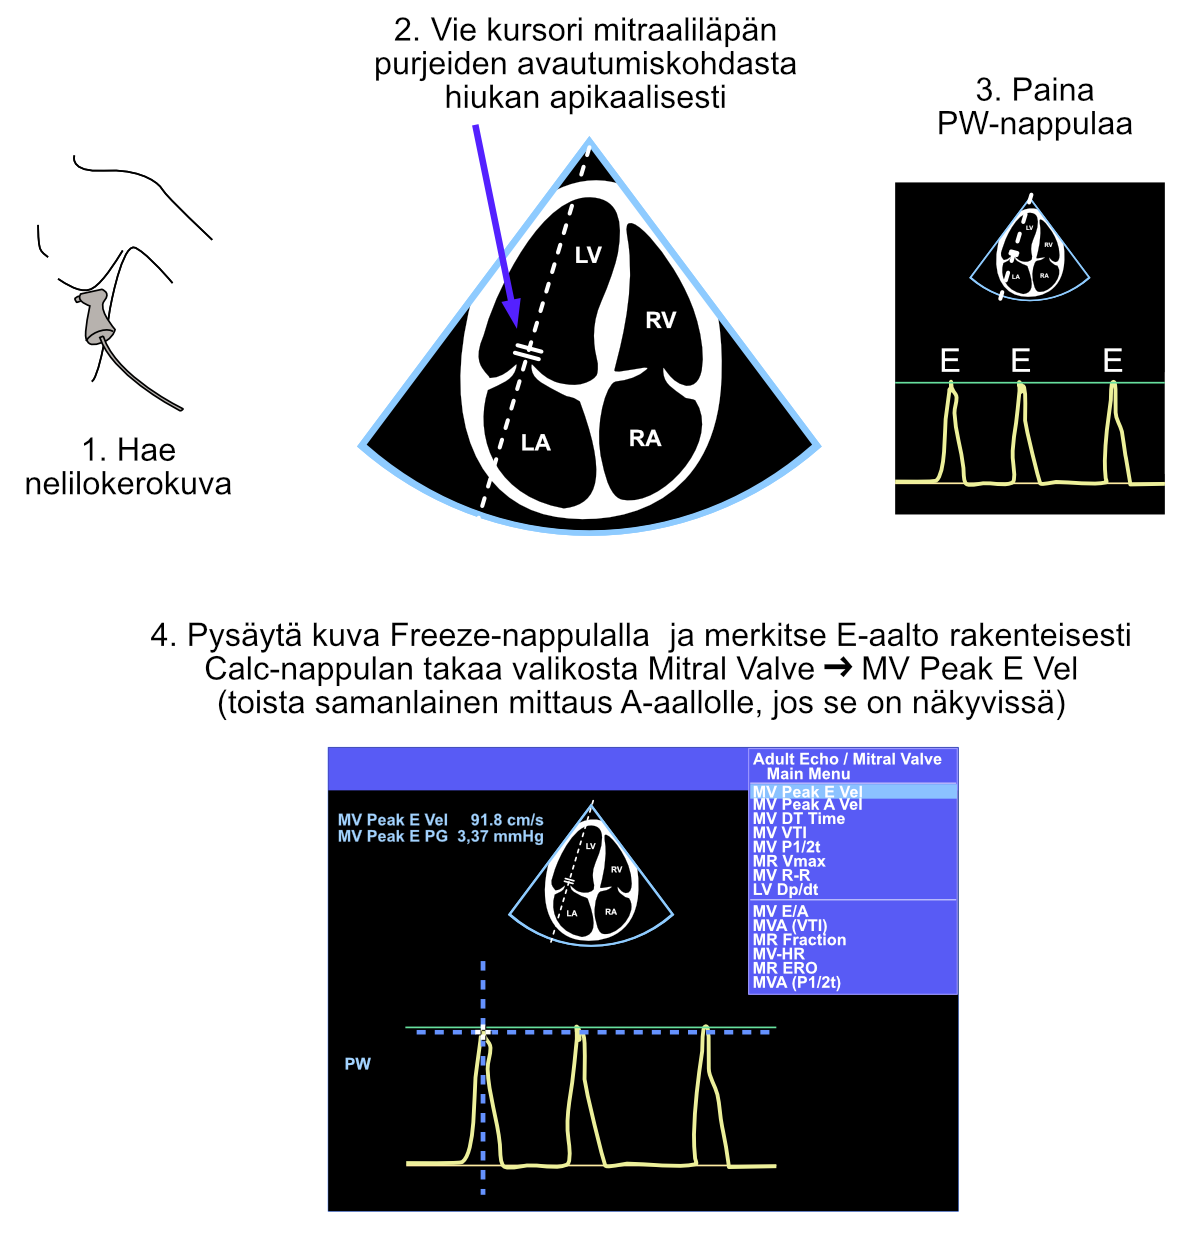 2. Vie kursori mitraaliläpän
purjeiden avautumiskohdasta
hiukan apikaalisesti
3. Paina
PW-nappulaa
1. Hae
nelilokerokuva
LV
RV
LA
RA
LV
RV
LA
RA
E E E
4. Pysäytä kuva Freeze-nappulalla ja merkitse E-aalto rakenteisesti
Calc-nappulan takaa valikosta Mitral Valve → MV Peak E Vel
(toista samanlainen mittaus A-aallolle, jos se on näkyvissä)
Adult Echo / Mitral Valve
Main Menu
MV Peak E Vel
MV Peak A Vel
MV DT Time
MV VTI
MV P1/2t
MR Vmax
MV R-R
LV Dp/dt
MV E/A
MVA (VTI)
MR Fraction
MV-HR
MR ERO
MVA (P1/2t)
MV Peak E Vel 91.8 cm/s
MV Peak E PG 3,37 mmHg
LV
RV
LA
RA
PW